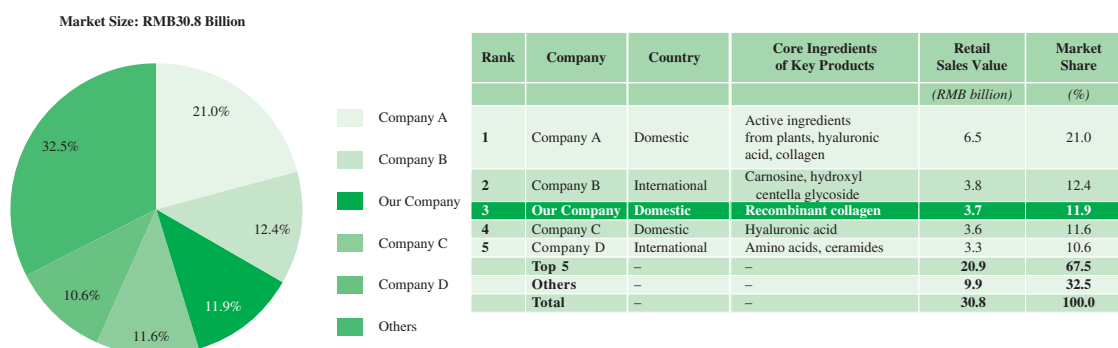 Market Size: RMB30.8 Billion
21.0%
12.4%
11.9%
11.6%
10.6%
32.5%
Company A
Company B
Our Company
Company C
Company D
Others
Rank Company Country Core Ingredients of Key Products Retail Sales Value Market Share
(RMB billion) (%)
1 Company A Domestic Active ingredients from plants, hyaluronic acid, collagen 6.5 21.0
2 Company B International Carnosine, hydroxyl centella glycoside 3.8 12.4
3 Our Company Domestic Recombinant collagen 3.7 11.9
4 Company C Domestic Hyaluronic acid 3.6 11.6
5 Company D International Amino acids, ceramides 3.3 10.6
Top 5 – – 20.9 67.5
Others – – 9.9 32.5
Total – – 30.8 100.0